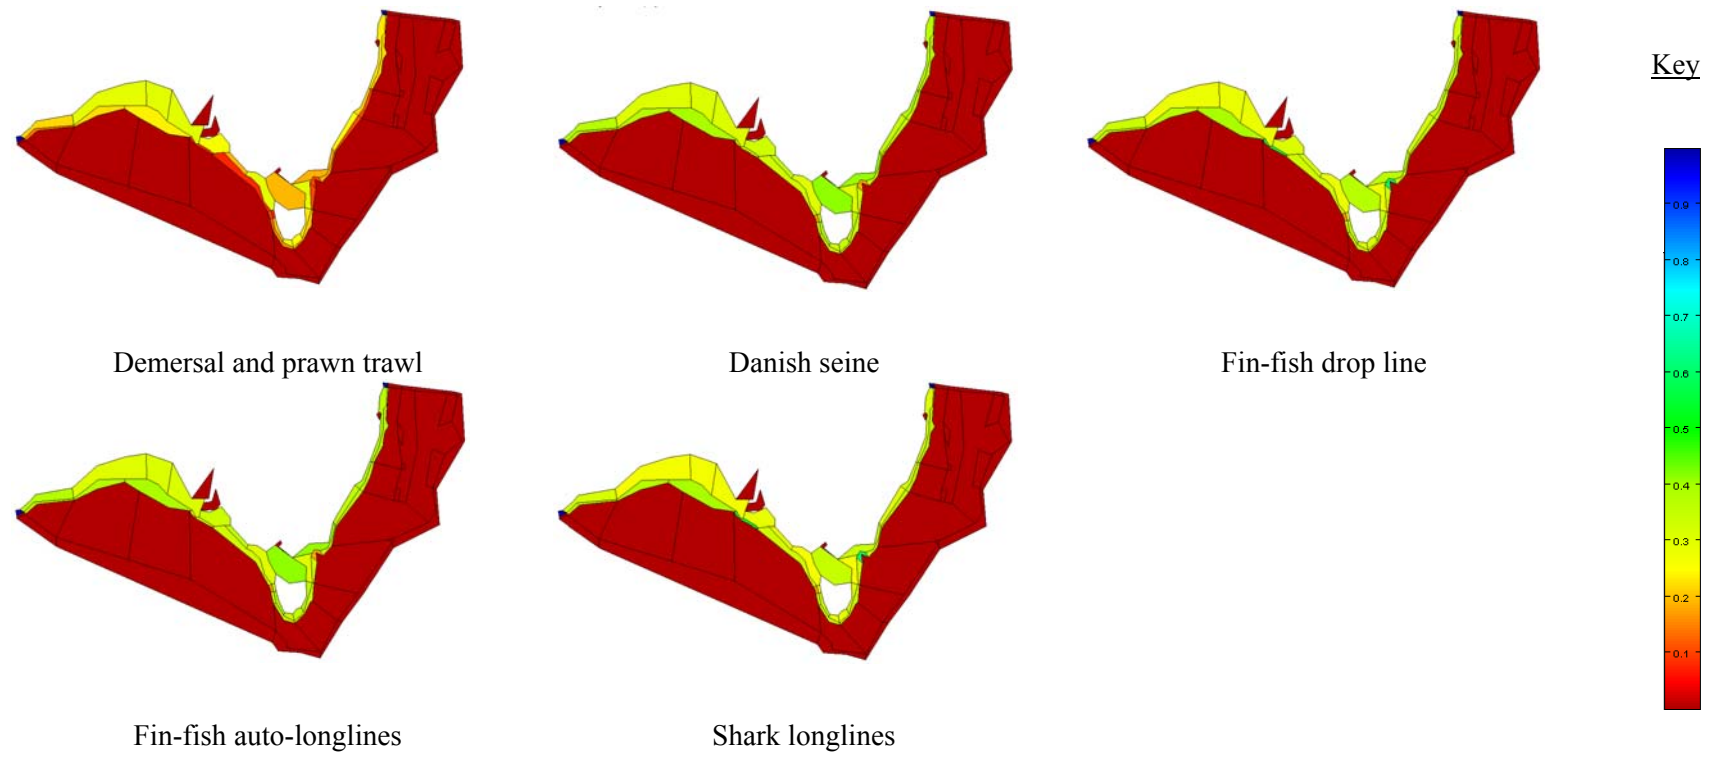 Key
0.9
0.8
0.7
0.6
0.5
0.4
0.3
0.2
0.1
Demersal and prawn trawl
Danish seine
Fin-fish drop line
Fin-fish auto-longlines
Shark longlines